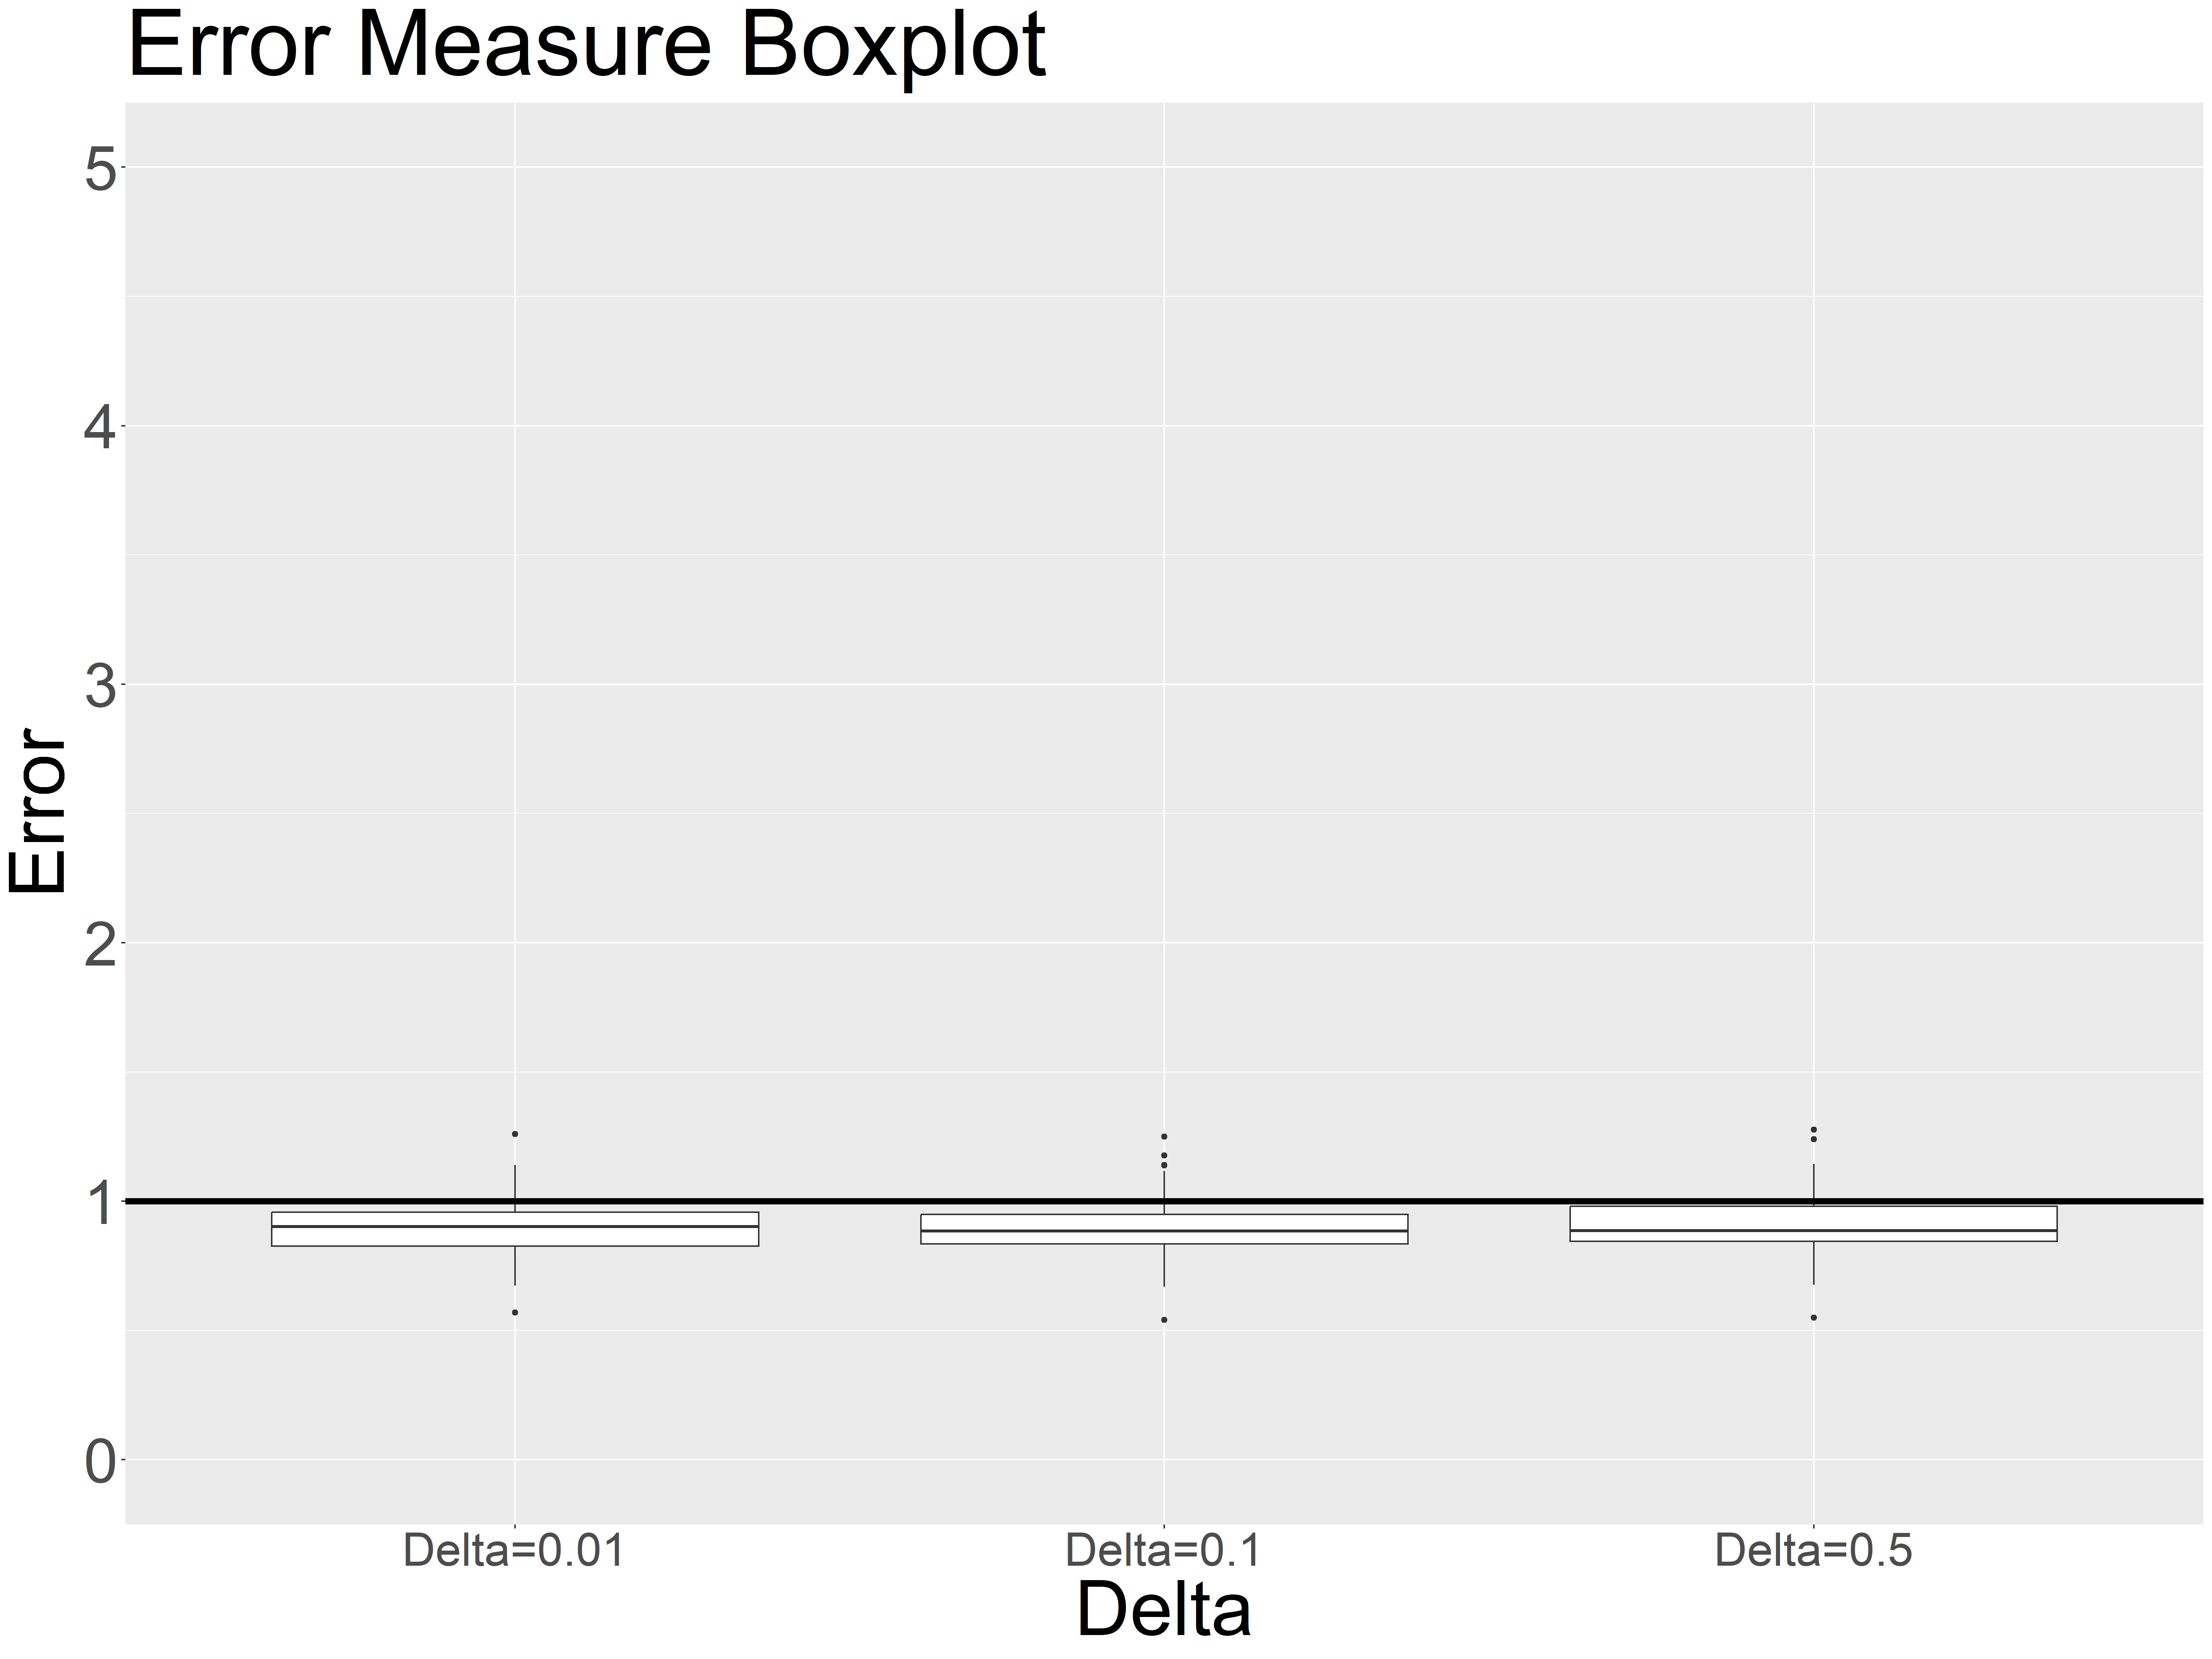 Error Measure Boxplot
5
4
3
2
1
0
Error
Delta=0.01
Delta=0.1
Delta=0.5
Delta